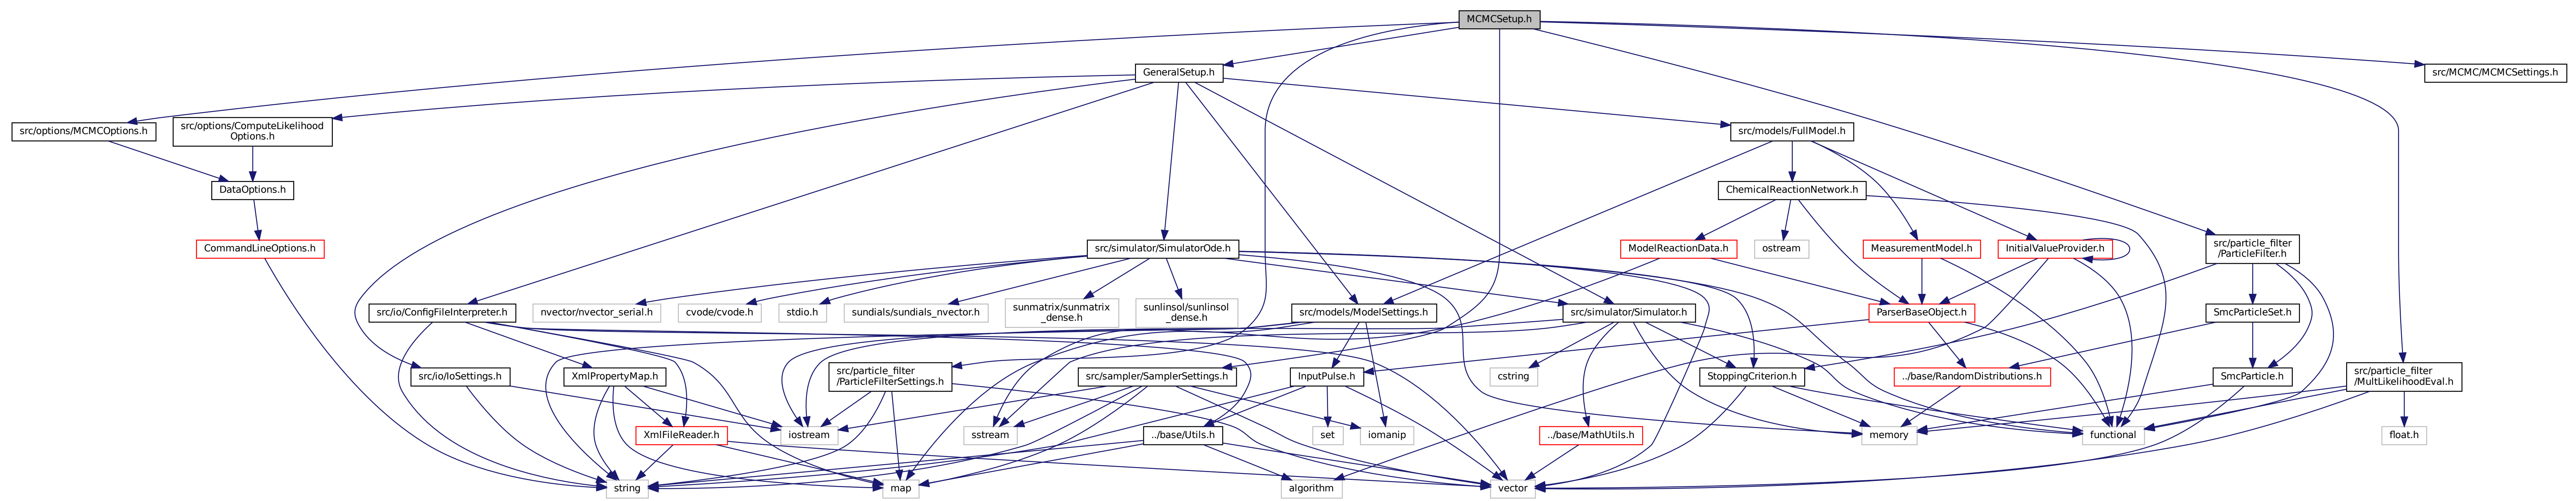 MCMCSetup.h
GeneralSetup.h
src/MCMC/MCMCSettings.h
src/options/MCMCOptions.h
src/options/ComputeLikelihood
Options.h
src/models/FullModel.h
DataOptions.h
ChemicalReactionNetwork.h
CommandLineOptions.h
src/simulator/SimulatorOde.h
ModelReactionData.h
ostream
MeasurementModel.h
InitialValueProvider.h
src/particle_filter
/ParticleFilter.h
src/io/ConfigFileInterpreter.h
nvector/nvector_serial.h
cvode/cvode.h
stdio.h
sundials/sundials_nvector.h
sunmatrix/sunmatrix
_dense.h
sunlinsol/sunlinsol
_dense.h
src/models/ModelSettings.h
src/simulator/Simulator.h
ParserBaseObject.h
SmcParticleSet.h
src/io/IoSettings.h
XmlPropertyMap.h
src/particle_filter
/ParticleFilterSettings.h
src/sampler/SamplerSettings.h
InputPulse.h
cstring
StoppingCriterion.h
../base/RandomDistributions.h
SmcParticle.h
src/particle_filter
/MultLikelihoodEval.h
XmlFileReader.h
iostream
sstream
../base/Utils.h
set
iomanip
../base/MathUtils.h
memory
functional
float.h
string
map
algorithm
vector